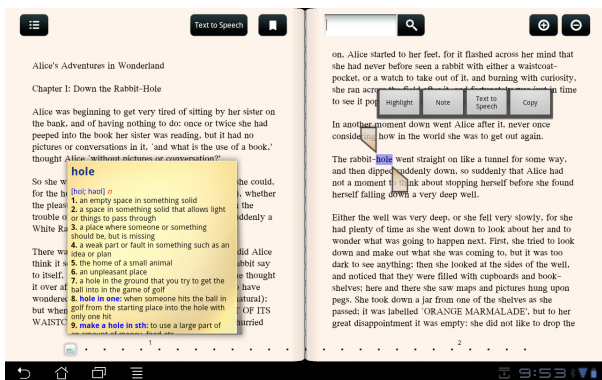 Text to Speech
Alice's Adventures in Wonderland
Chapter I: Down the Rabbit-Hole
Alice was beginning to get very tired of sitting by her sister on
the bank, and of having nothing to do: once or twice she had
peeped into the book her sister was reading, but it had no
pictures or conversations in it, `and what is the use of a book,'
thought Alice `without pictures or conversation?'
So she w
she could,
for the h
), whether
the pleas
the
trouble o
ddenly a
White Ra
hole
[hol; həʊl] n
1. an empty space in something solid
2. a space in something solid that allows light
or things to pass through
3. a place where someone or something
should be, but is missing
4. a weak part or fault in something such as an
idea or plan
5. the home of a small animal
6. an unpleasant place
7. a hole in the ground that you try to get the
ball into in the game of golf
8. hole in one: when someone hits the ball in
golf from the starting place into the hole with
only one hit
9. make a hole in sth: to use a large part of
an amount of money, food etc
There wa
did Alice
think it s
bbit say
to itself,
e thought
it over af
o have
wondered
natural);
but when
T OF ITS
WAISTC
hurried
1
on, Alice started to her feet, for it flashed across her mind that
she had never before seen a rabbit with either a waistcoat-
pocket, or a watch to take out of it, and burning with curiosity,
she ran across the field after it, and fortunately was just in time
to see it pop
Highlight
Note
Text to Speech
Copy
In another moment down went Alice after it, never once
considering how in the world she was to get out again.
The rabbit-hole went straight on like a tunnel for some way,
and then dipped suddenly down, so suddenly that Alice had
not a moment to think about stopping herself before she found
herself falling down a very deep well.
Either the well was very deep, or she fell very slowly, for she
had plenty of time as she went down to look about her and to
wonder what was going to happen next. First, she tried to look
down and make out what she was coming to, but it was too
dark to see anything; then she looked at the sides of the well,
and noticed that they were filled with cupboards and book-
shelves; here and there she saw maps and pictures hung upon
pegs. She took down a jar from one of the shelves as she
passed; it was labelled `ORANGE MARMALADE', but to her
great disappointment it was empty: she did not like to drop the
2
9:53